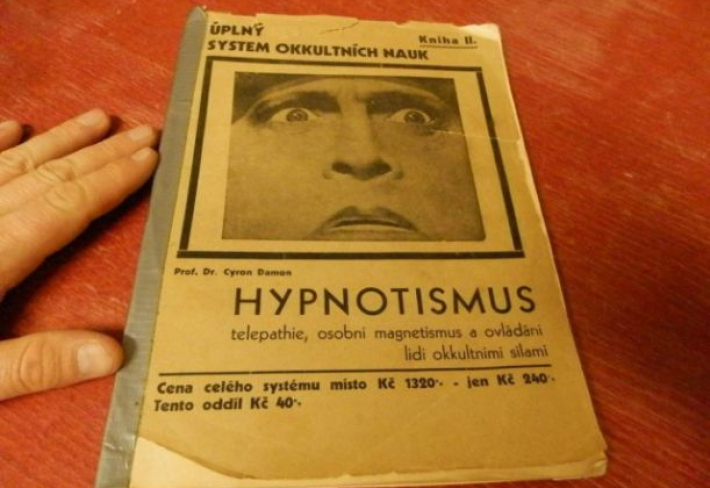 ÚPLNÝ
SYSTEM OKKULTNÍCH NAUK
Kniha II.
Prof. Dr. Cyron Damon
HYPNOTISMUS
telepathie, osobní magnetismus a ovládání
lidí okkultními silami
Cena celého systému místo Kč 1320·- - jen Kč 240·-
Tento oddíl Kč 40·-